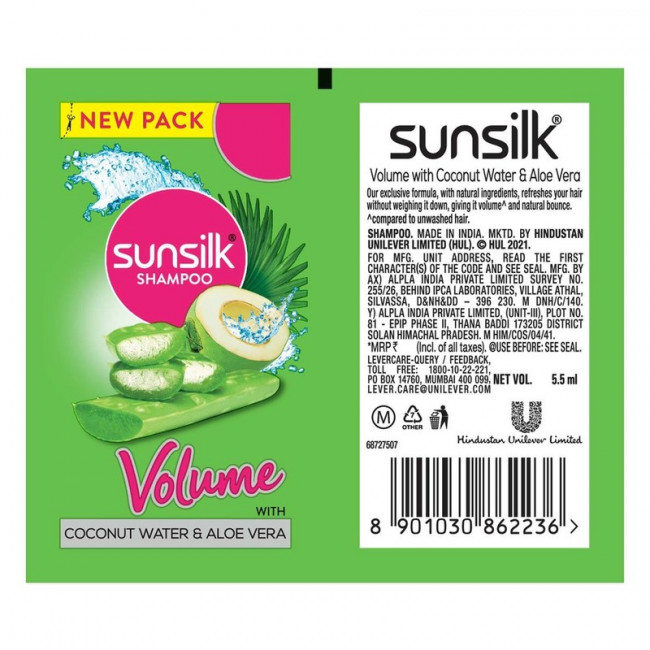 NEW PACK
sunsilk®
SHAMPOO
Volume
WITH
COCONUT WATER & ALOE VERA
sunsilk®
Volume with Coconut Water & Aloe Vera
Our exclusive formula, with natural ingredients, refreshes your hair
without weighing it down, giving it volume^ and natural bounce.
^compared to unwashed hair.
SHAMPOO. MADE IN INDIA. MKTD. BY HINDUSTAN
UNILEVER LIMITED (HUL). © HUL 2021.
FOR MFG. UNIT ADDRESS, READ THE FIRST
CHARACTER(S) OF THE CODE AND SEE SEAL. MFG. BY
AX) ALPLA INDIA PRIVATE LIMITED SURVEY NO.
255/26, BEHIND IPCA LABORATORIES, VILLAGE ATHAL,
SILVASSA, D&NH&DD – 396 230. M DNH/C/140.
Y) ALPLA INDIA PRIVATE LIMITED, (UNIT-III), PLOT NO.
81 - EPIP PHASE II, THANA BADDI 173205 DISTRICT
SOLAN HIMACHAL PRADESH. M HIM/COS/04/41.
*MRP ₹ (Incl. of all taxes). @USE BEFORE: SEE SEAL.
LEVERCARE-QUERY / FEEDBACK,
TOLL FREE: 1800-10-22-221,
PO BOX 14760, MUMBAI 400 099. NET VOL. 5.5 ml
LEVER.CARE@UNILEVER.COM
M
OTHER
68727507
Hindustan Unilever Limited
8 901030 862236 >